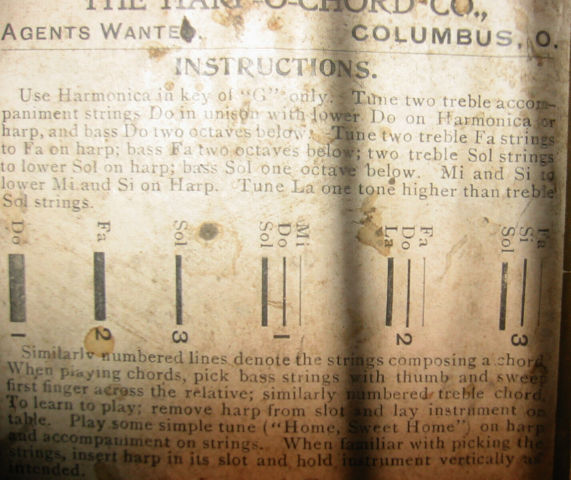 THE HARP-O-CHORD CO.,
AGENTS WANTED. COLUMBUS, O.
INSTRUCTIONS.
Use Harmonica in key of "G" only. Tune two treble accom-
paniment strings Do in unison with lower Do on Harmonica or
harp, and bass Do two octaves below. Tune two treble Fa strings
to Fa on harp; bass Fa two octaves below; two treble Sol strings
to lower Sol on harp; bass Sol one octave below. Mi and Si to
lower Mi and Si on Harp. Tune La one tone higher than treble
Sol strings.
Do Fa Sol Sol Do Mi La Do Fa Sol Si Fa
1 2 3 1 2 3
Similarly numbered lines denote the strings composing a chord.
When playing chords, pick bass strings with thumb and sweep
first finger across the relative; similarly numbered treble chord.
To learn to play; remove harp from slot and lay instrument on
table. Play some simple tune ("Home, Sweet Home") on harp
and accompaniment on strings. When familiar with picking the
strings, insert harp in its slot and hold instrument vertically as
intended.